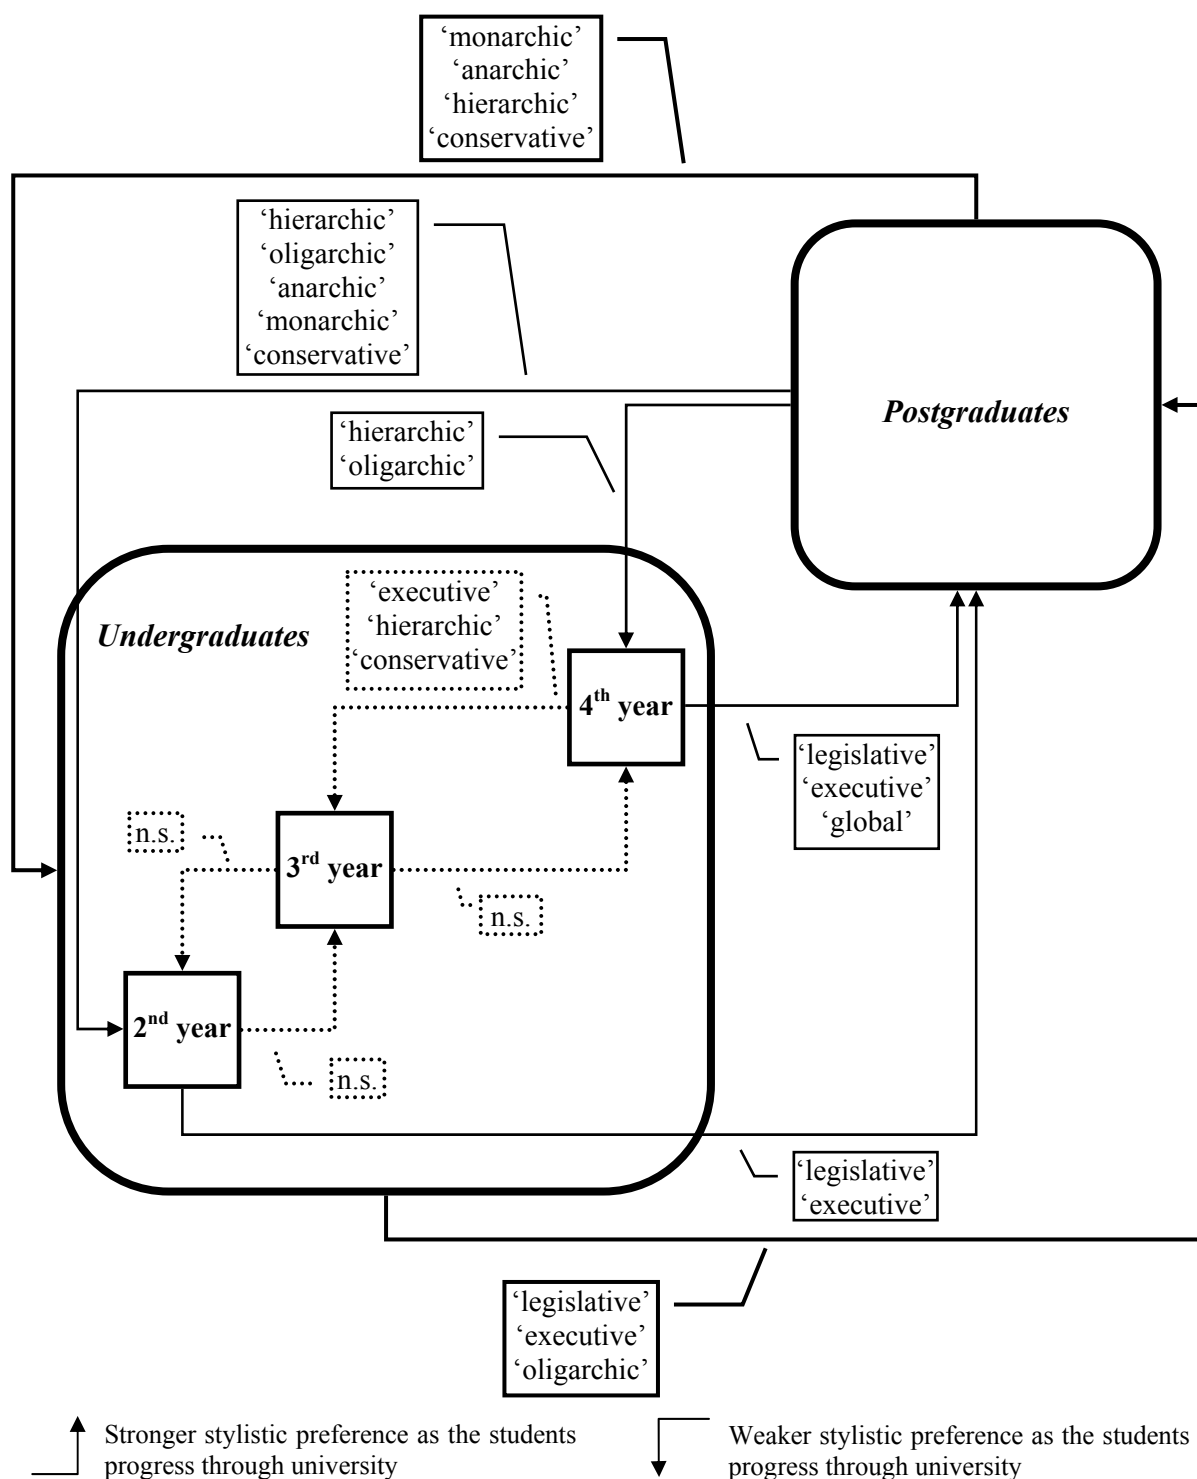 ‘monarchic’
‘anarchic’
‘hierarchic’
‘conservative’
‘hierarchic’
‘oligarchic’
‘anarchic’
‘monarchic’
‘conservative’
Postgraduates
‘hierarchic’
‘oligarchic’
Undergraduates
‘executive’
‘hierarchic’
‘conservative’
4th year
‘legislative’
‘executive’
‘global’
n.s.
3rd year
n.s.
2nd year
n.s.
‘legislative’
‘executive’
‘legislative’
‘executive’
‘oligarchic’
Stronger stylistic preference as the students
progress through university
Weaker stylistic preference as the students
progress through university